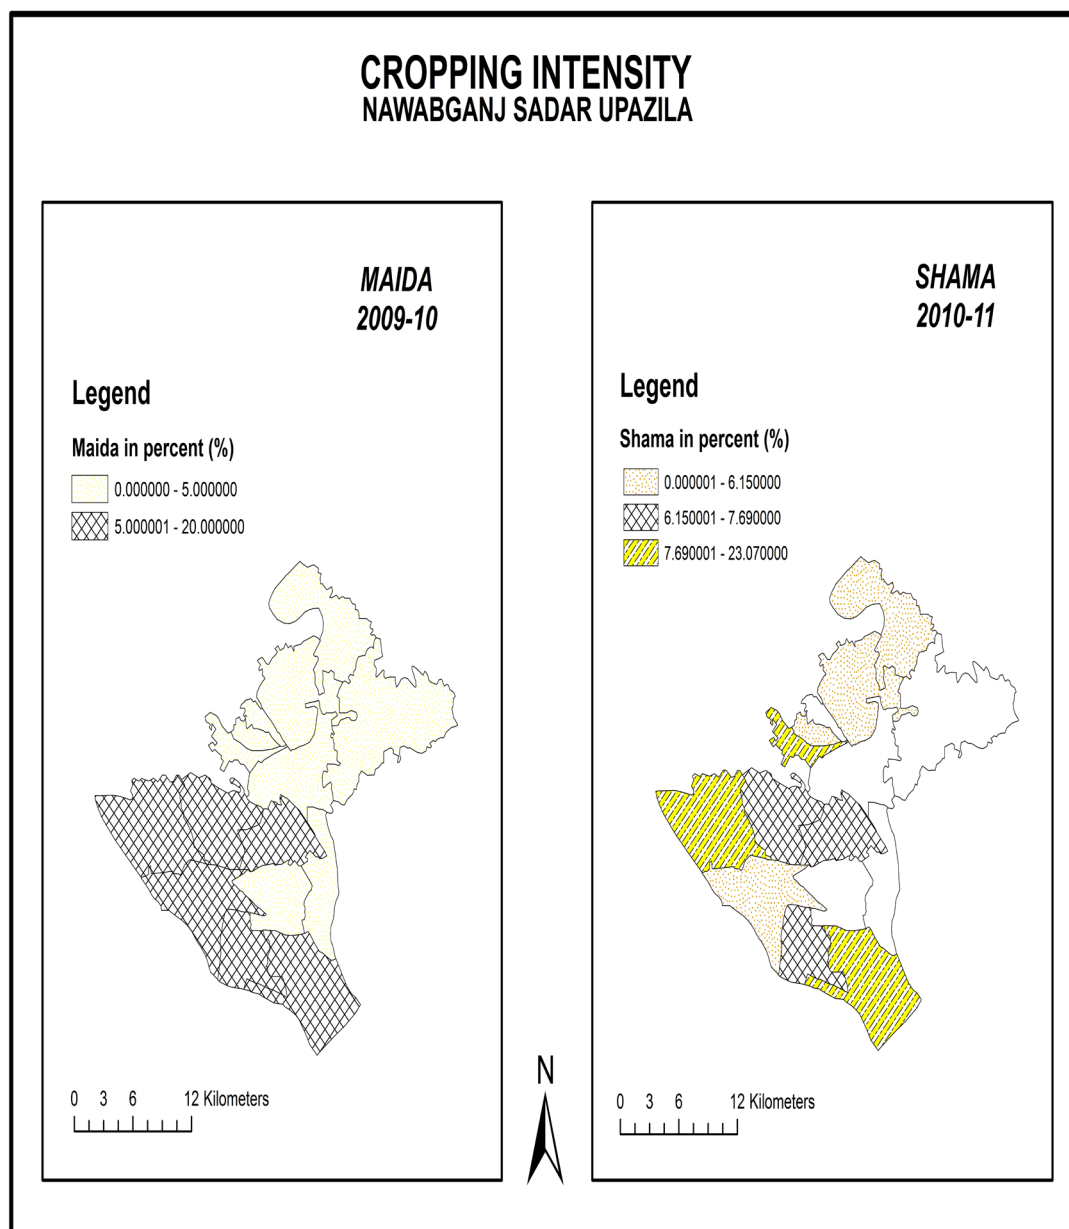 CROPPING INTENSITY
NAWABGANJ SADAR UPAZILA
MAIDA
2009-10
Legend
Maida in percent (%)
0.000000 - 5.000000
5.000001 - 20.000000
0 3 6 12 Kilometers
SHAMA
2010-11
Legend
Shama in percent (%)
0.000001 - 6.150000
6.150001 - 7.690000
7.690001 - 23.070000
0 3 6 12 Kilometers
N